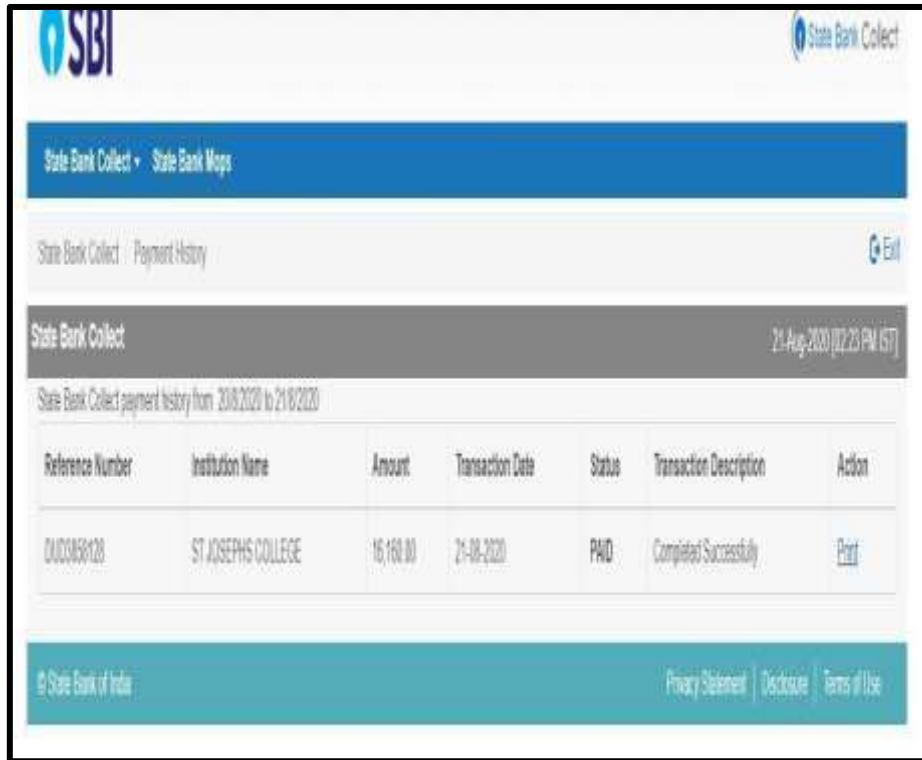 SBI
State Bank Collect
State Bank Collect State Bank Mops
State Bank Collect Payment History
Exit
State Bank Collect 21-Aug-2020 [02:23 PM IST]
State Bank Collect payment history from 20/8/2020 to 21/8/2020
Reference Number Institution Name Amount Transaction Date Status Transaction Description Action
ST JOSEPHS COLLEGE 16,160.00 21-08-2020 PAID Completed Successfully Print
© State Bank of India Privacy Statement | Disclosure | Terms of Use